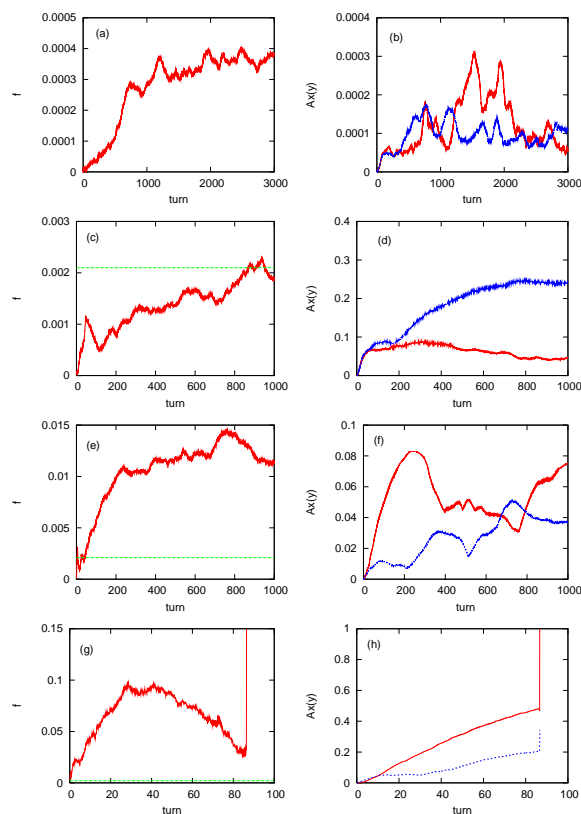 0.0005
0.0004
0.0003
0.0002
0.0001
0
0 1000 2000 3000
f
turn
(a)
0.0004
0.0003
0.0002
0.0001
0
0 1000 2000 3000
Ax(y)
turn
(b)
0.003
0.002
0.001
0
0 200 400 600 800 1000
f
turn
(c)
0.4
0.3
0.2
0.1
0
0 200 400 600 800 1000
Ax(y)
turn
(d)
0.015
0.01
0.005
0
0 200 400 600 800 1000
f
turn
(e)
0.1
0.08
0.06
0.04
0.02
0
0 200 400 600 800 1000
Ax(y)
turn
(f)
0.15
0.1
0.05
0
0 20 40 60 80 100
f
turn
(g)
1
0.8
0.6
0.4
0.2
0
0 20 40 60 80 100
Ax(y)
turn
(h)